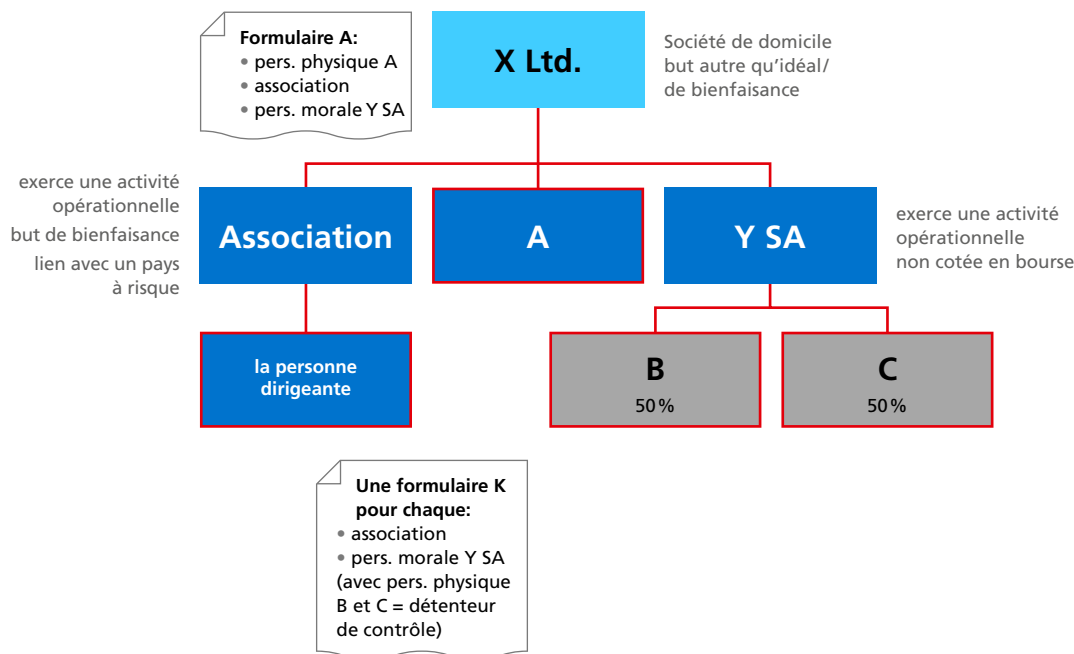 Formulaire A:
• pers. physique A
• association
• pers. morale Y SA
X Ltd.
Société de domicile
but autre qu’idéal/
de bienfaisance
exerce une activité
opérationnelle
but de bienfaisance
lien avec un pays
à risque
Association
A
Y SA
exerce une activité
opérationnelle
non cotée en bourse
la personne
dirigeante
B
50 %
C
50 %
Une formulaire K
pour chaque:
• association
• pers. morale Y SA
(avec pers. physique
B et C = détenteur
de contrôle)